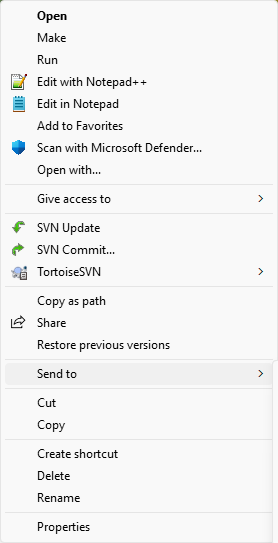 Open
Make
Run
Edit with Notepad++
Edit in Notepad
Add to Favorites
Scan with Microsoft Defender...
Open with...
Give access to
SVN Update
SVN Commit...
TortoiseSVN
Copy as path
Share
Restore previous versions
Send to
Cut
Copy
Create shortcut
Delete
Rename
Properties